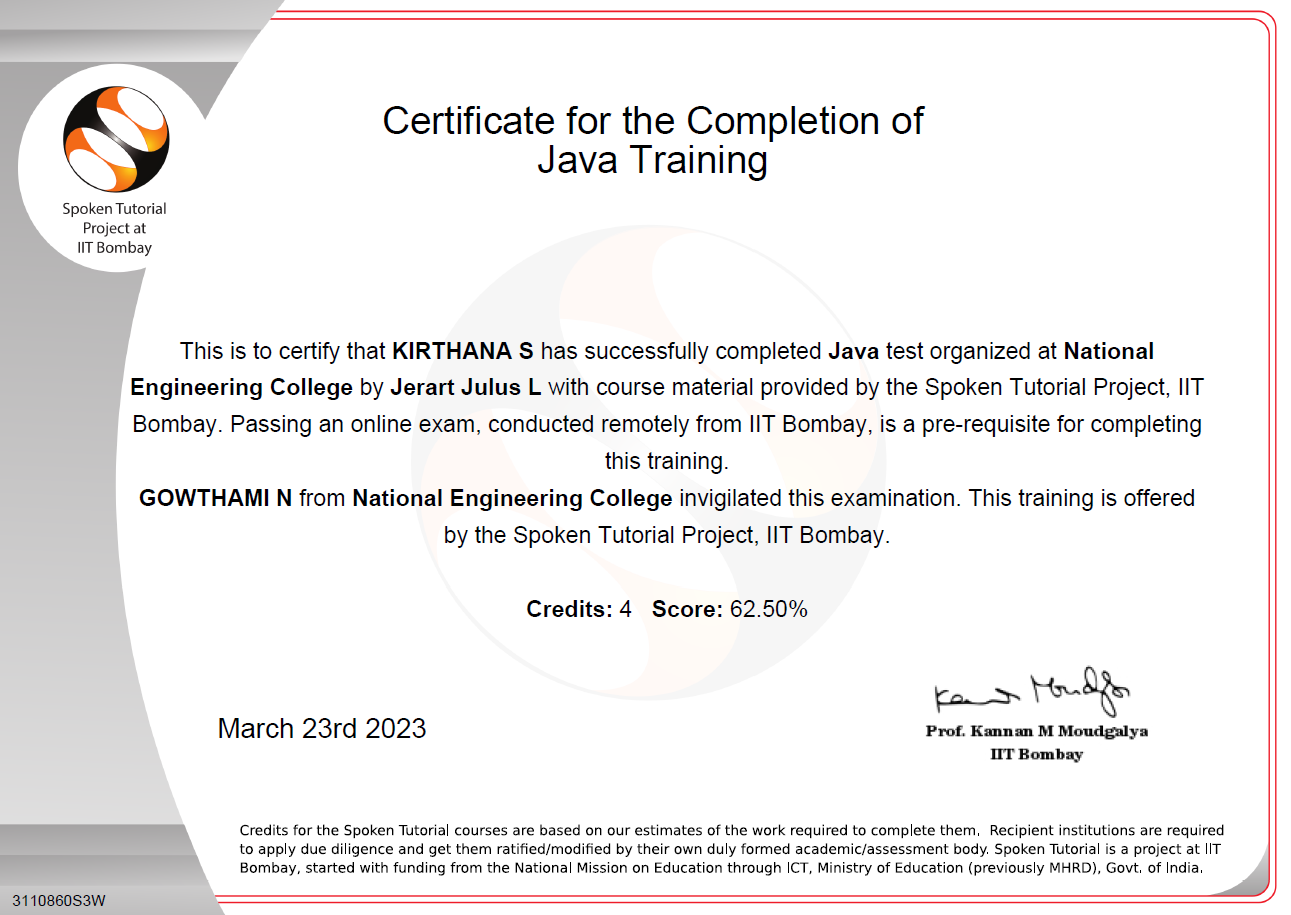 Certificate for the Completion of
Java Training
Spoken Tutorial
Project at
IIT Bombay
This is to certify that KIRTHANA S has successfully completed Java test organized at National
Engineering College by Jerart Julus L with course material provided by the Spoken Tutorial Project, IIT
Bombay. Passing an online exam, conducted remotely from IIT Bombay, is a pre-requisite for completing
this training.
GOWTHAMI N from National Engineering College invigilated this examination. This training is offered
by the Spoken Tutorial Project, IIT Bombay.
Credits: 4 Score: 62.50%
March 23rd 2023
Prof. Kannan M Moudgalya
IIT Bombay
Credits for the Spoken Tutorial courses are based on our estimates of the work required to complete them, Recipient institutions are required
to apply due diligence and get them ratified/modified by their own duly formed academic/assessment body. Spoken Tutorial is a project at IIT
Bombay, started with funding from the National Mission on Education through ICT, Ministry of Education (previously MHRD), Govt. of India.
3110860S3W